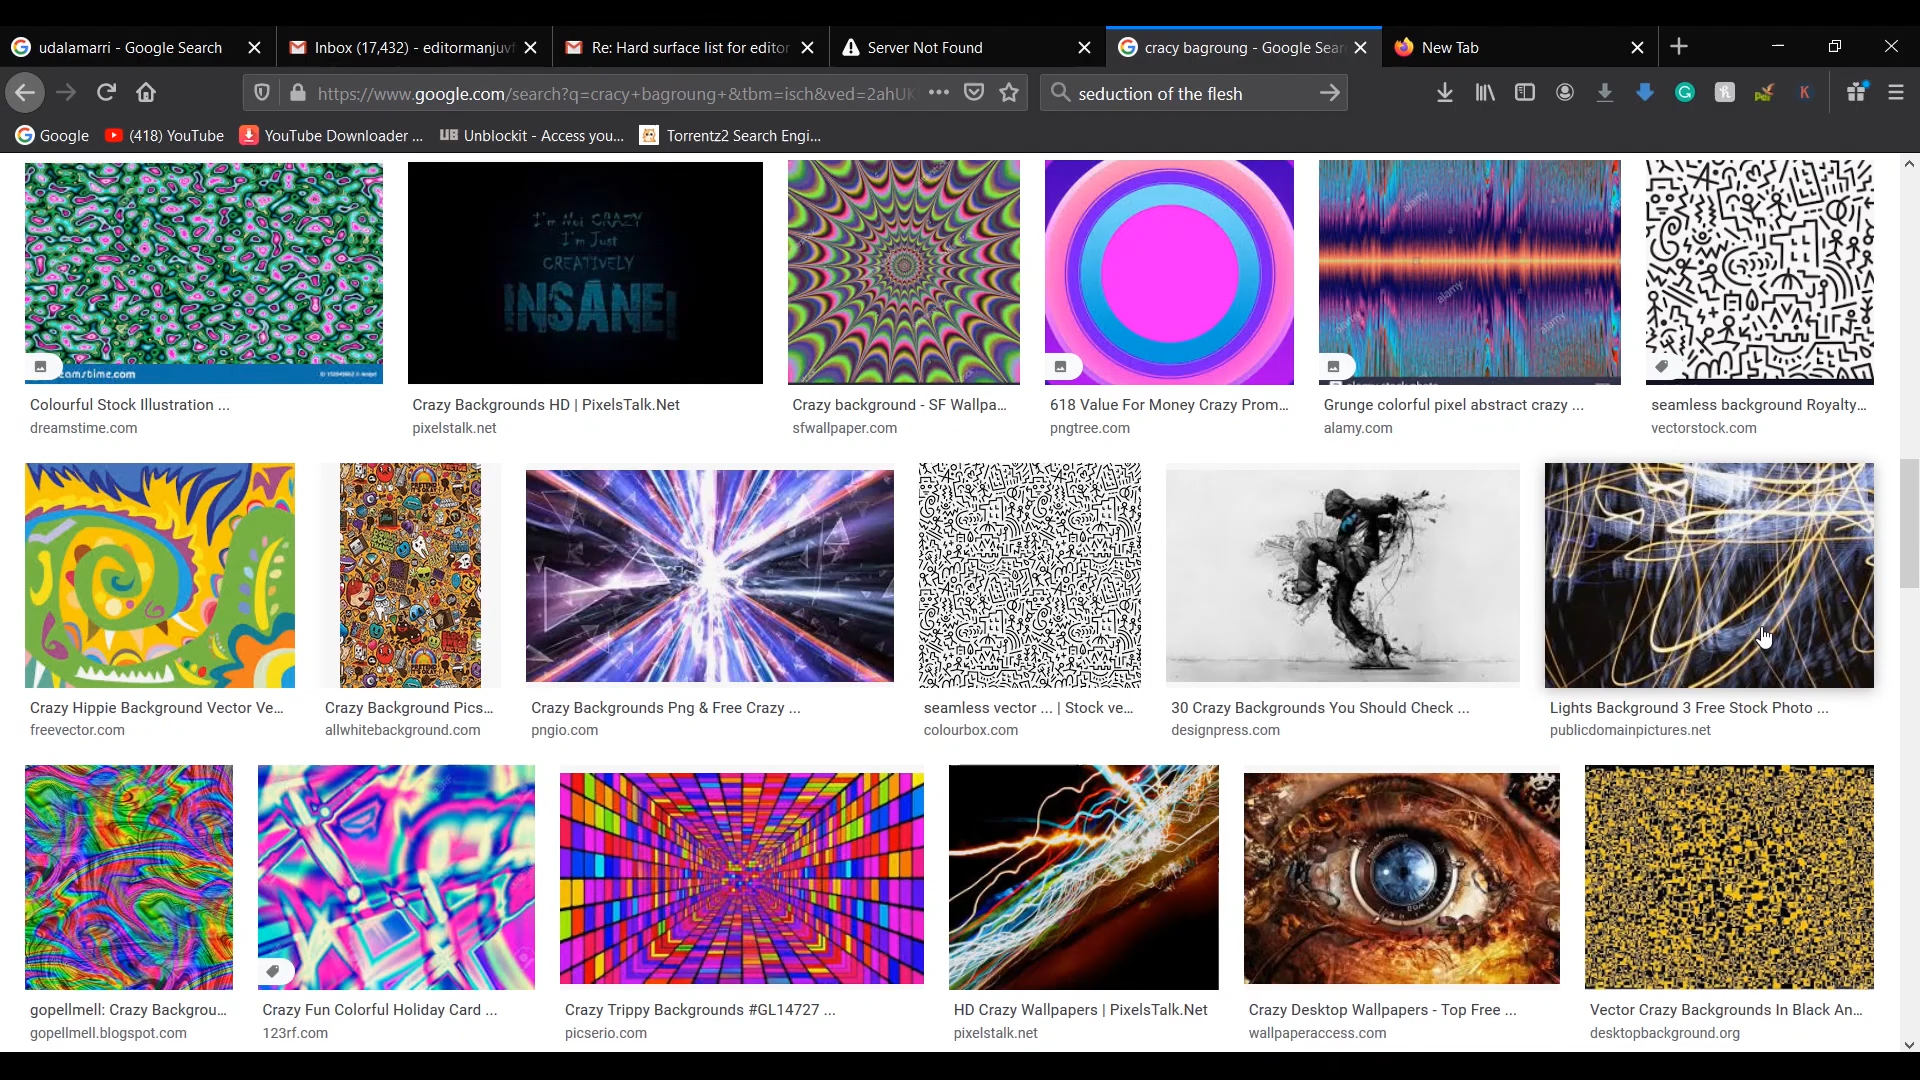 udalamarri - Google Search
Inbox (17,432) - editormanjuvf
Re: Hard surface list for editor
Server Not Found
cracy bagroung - Google Sear
New Tab
https://www.google.com/search?q=cracy+bagroung+&tbm=isch&ved=2ahUK
seduction of the flesh
Google
(418) YouTube
YouTube Downloader ...
Unblockit - Access you...
Torrentz2 Search Engi...
I'm Not CRAZY
I'm Just
CREATIVELY
INSANE!
Colourful Stock Illustration ...
dreamstime.com
Crazy Backgrounds HD | PixelsTalk.Net
pixelstalk.net
Crazy background - SF Wallpa...
sfwallpaper.com
618 Value For Money Crazy Prom...
pngtree.com
Grunge colorful pixel abstract crazy ...
alamy.com
seamless background Royalty...
vectorstock.com
Crazy Hippie Background Vector Ve...
freevector.com
Crazy Background Pics...
allwhitebackground.com
Crazy Backgrounds Png & Free Crazy ...
pngio.com
seamless vector ... | Stock ve...
colourbox.com
30 Crazy Backgrounds You Should Check ...
designpress.com
Lights Background 3 Free Stock Photo ...
publicdomainpictures.net
gopellmell: Crazy Backgrou...
gopellmell.blogspot.com
Crazy Fun Colorful Holiday Card ...
123rf.com
Crazy Trippy Backgrounds #GL14727 ...
picserio.com
HD Crazy Wallpapers | PixelsTalk.Net
pixelstalk.net
Crazy Desktop Wallpapers - Top Free ...
wallpaperaccess.com
Vector Crazy Backgrounds In Black An...
desktopbackground.org